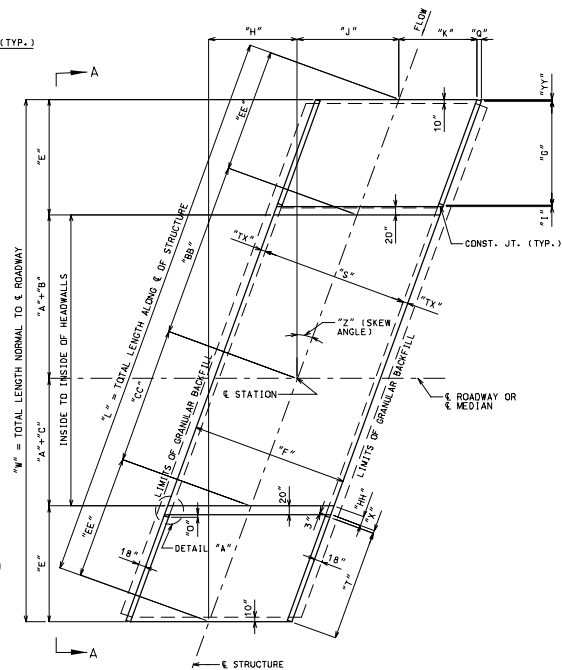 (TYP.)
"H"
"J"
FLOW
"K"
"Q"
A
"EE"
10"
"YY"
"E"
"G"
20"
"I"
CONST. JT. (TYP.)
"BB"
"TX"
"S"
"TX"
"W" = TOTAL LENGTH NORMAL TO ℄ ROADWAY
"A"+"B"
INSIDE TO INSIDE OF HEADWALLS
"L" = TOTAL LENGTH ALONG ℄ OF STRUCTURE
"Z" (SKEW
ANGLE)
℄ STATION
℄ ROADWAY OR
℄ MEDIAN
"A"+"C"
"CC"
LIMITS OF GRANULAR BACKFILL
LIMITS OF GRANULAR BACKFILL
"F"
"E"
"EE"
"O"
20"
3"
"HH"
"X"
DETAIL "A"
18"
18"
"T"
10"
A
℄ STRUCTURE